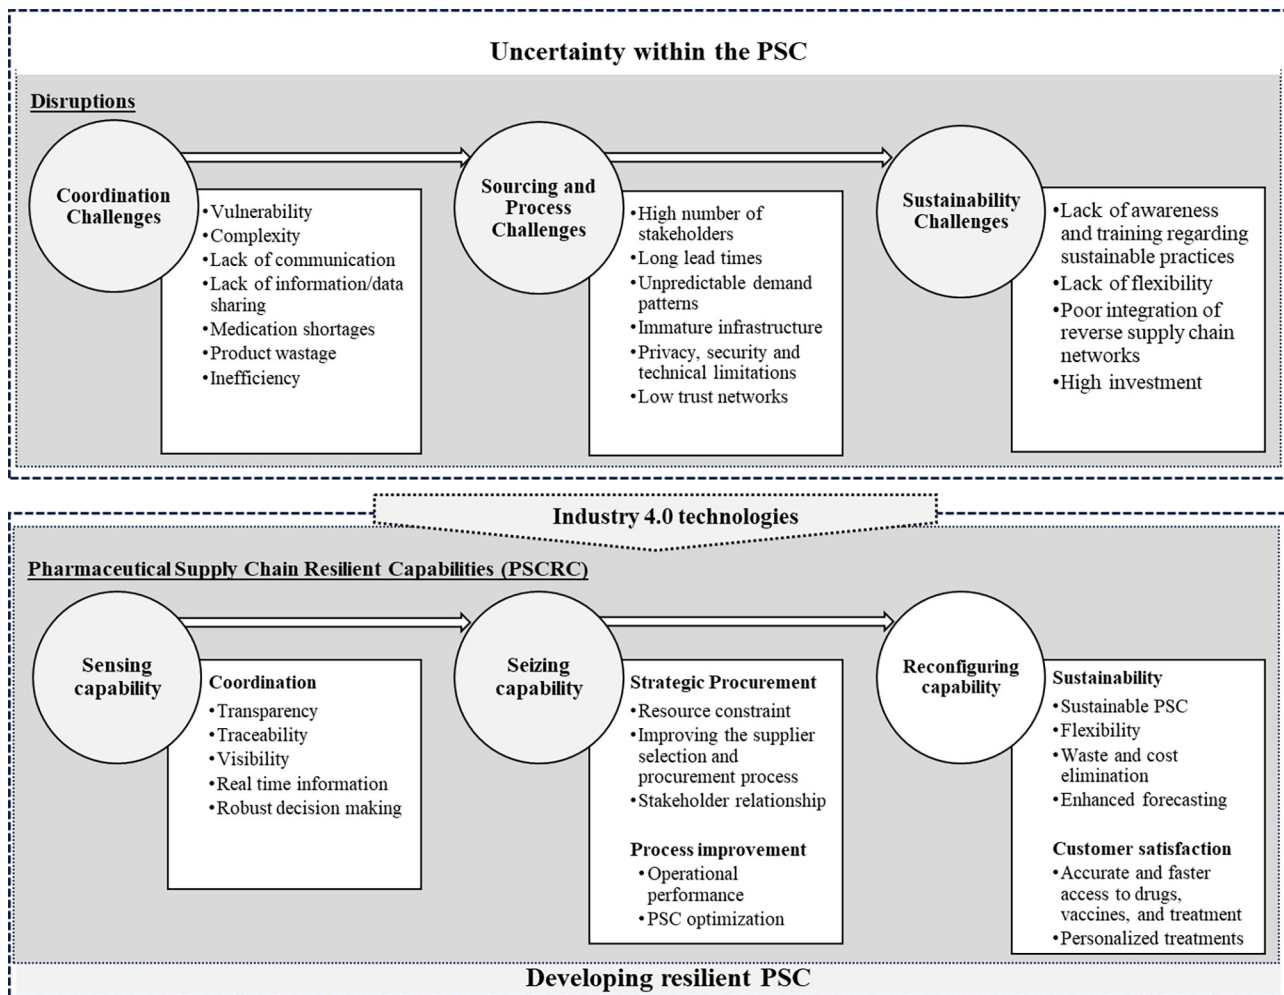 Uncertainty within the PSC
Disruptions
Coordination
Challenges
• Vulnerability
• Complexity
• Lack of communication
• Lack of information/data
sharing
• Medication shortages
• Product wastage
• Inefficiency
Sourcing and
Process
Challenges
• High number of
stakeholders
• Long lead times
• Unpredictable demand
patterns
• Immature infrastructure
• Privacy, security and
technical limitations
• Low trust networks
Sustainability
Challenges
• Lack of awareness
and training regarding
sustainable practices
• Lack of flexibility
• Poor integration of
reverse supply chain
networks
• High investment
Industry 4.0 technologies
Pharmaceutical Supply Chain Resilient Capabilities (PSCRC)
Sensing
capability
Coordination
• Transparency
• Traceability
• Visibility
• Real time information
• Robust decision making
Seizing
capability
Strategic Procurement
• Resource constraint
• Improving the supplier
selection and
procurement process
• Stakeholder relationship
Process improvement
• Operational
performance
• PSC optimization
Reconfiguring
capability
Sustainability
• Sustainable PSC
• Flexibility
• Waste and cost
elimination
• Enhanced forecasting
Customer satisfaction
• Accurate and faster
access to drugs,
vaccines, and treatment
• Personalized treatments
Developing resilient PSC